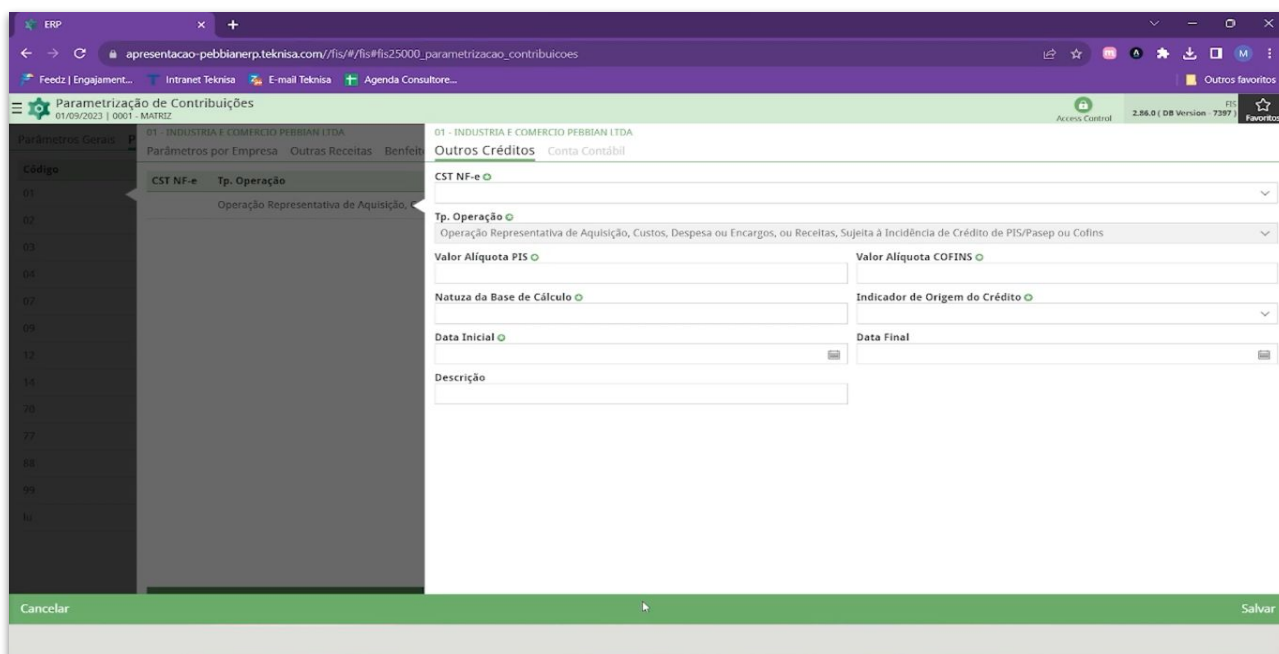 ERP
apresentacao-pebbianerp.teknisa.com//fis/#/fis#fis25000_parametrizacao_contribuicoes
M
Feedz | Engajament... Intranet Teknisa E-mail Teknisa Agenda Consultore... Outros favoritos
Parametrização de Contribuições
01/09/2023 | 0001 - MATRIZ
Access Control
FIS
2.86.0 ( DB Version - 7397 )
Favoritos
Parâmetros Gerais P
Código
01
02
03
04
07
09
12
14
70
77
88
99
01 - INDUSTRIA E COMERCIO PEBBIAN LTDA
Parâmetros por Empresa Outras Receitas Benfeit
CST NF-e Tp. Operação
Operação Representativa de Aquisição, C
01 - INDUSTRIA E COMERCIO PEBBIAN LTDA
Outros Créditos Conta Contábil
CST NF-e
Tp. Operação
Operação Representativa de Aquisição, Custos, Despesa ou Encargos, ou Receitas, Sujeita à Incidência de Crédito de PIS/Pasep ou Cofins
Valor Alíquota PIS Valor Alíquota COFINS
Natuza da Base de Cálculo Indicador de Origem do Crédito
Data Inicial Data Final
Descrição
Cancelar Salvar